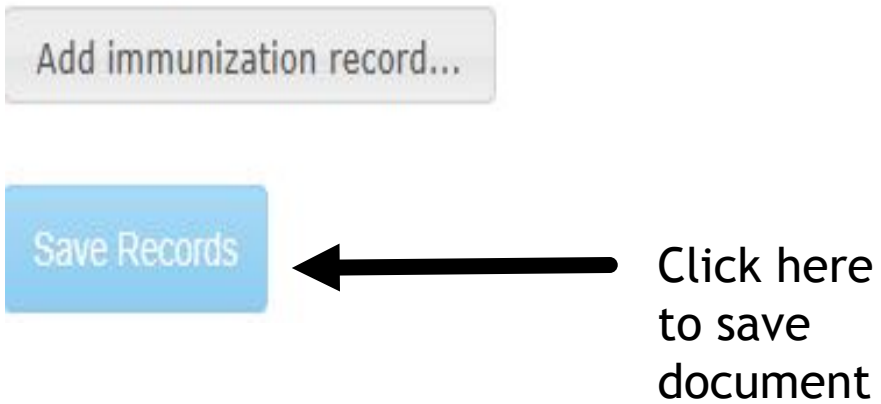 Add immunization record...
Save Records
Click here
to save
document